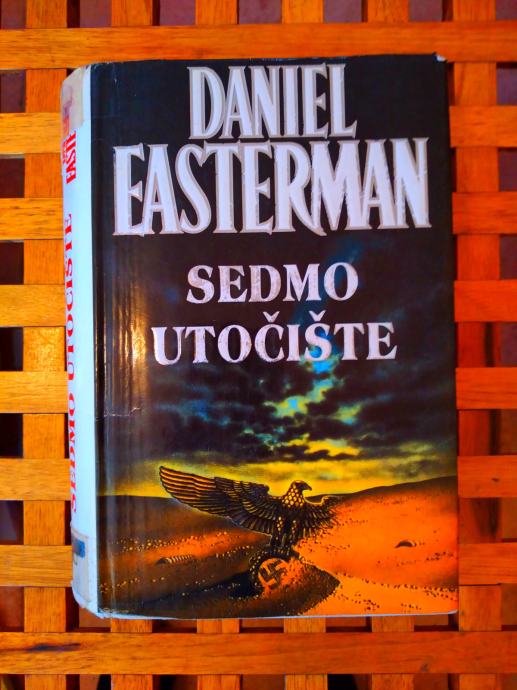 DANIEL
EASTERMAN
SEDMO
UTOČIŠTE
SEDMO UTOČIŠTE